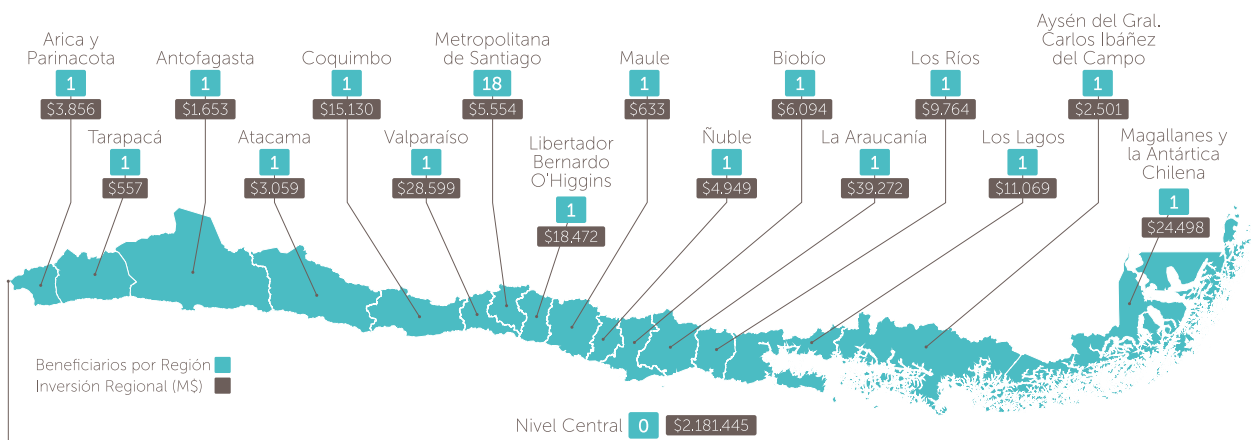 Arica y
Parinacota
1
$3.856
Tarapacá
1
$557
Antofagasta
1
$1.653
Atacama
1
$3.059
Coquimbo
1
$15.130
Valparaíso
1
$28.599
Metropolitana
de Santiago
18
$5.554
Libertador
Bernardo
O'Higgins
1
$18,472
Maule
1
$633
Ñuble
1
$4.949
Biobío
1
$6.094
La Araucanía
1
$39,272
Los Ríos
1
$9.764
Los Lagos
1
$11.069
Aysén del Gral.
Carlos Ibáñez
del Campo
1
$2.501
Magallanes y
la Antártica
Chilena
1
$24.498
Beneficiarios por Región
Inversión Regional (M$)
Nivel Central 0 $2.181.445